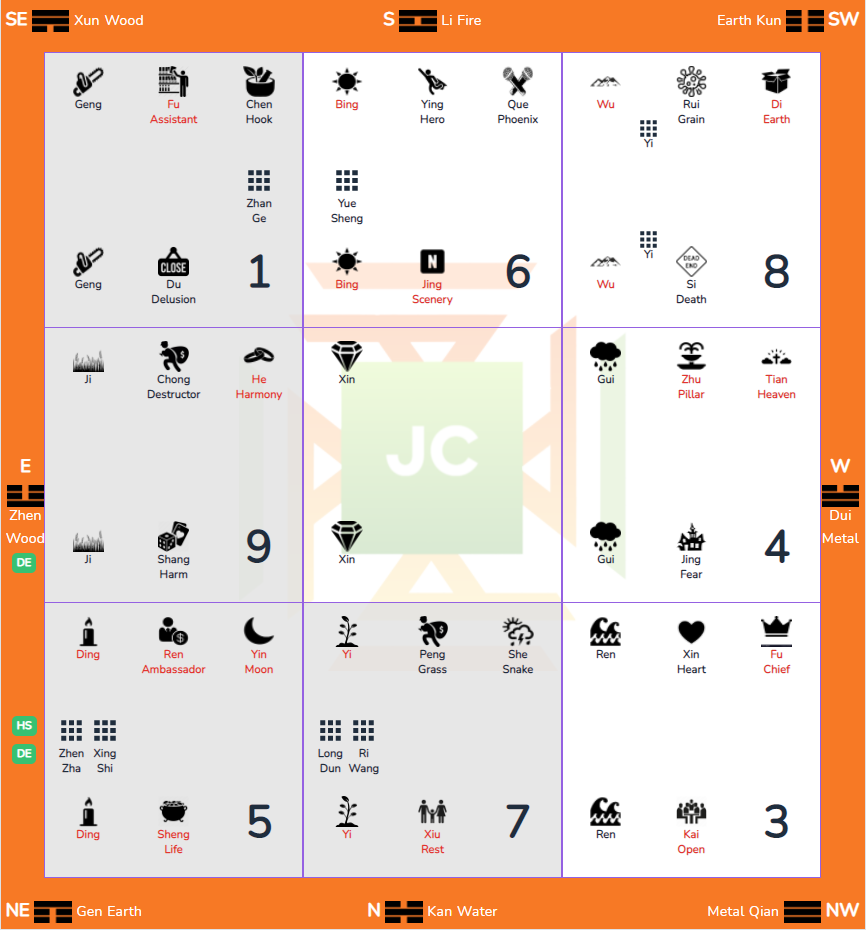 SE Xun Wood S Li Fire Earth Kun SW
Geng Fu Chen Bing Ying Que Wu Rui Di
Assistant Hook Hero Phoenix Grain Earth
Yi
Zhan Yue
Ge Sheng
Yi
CLOSE 1 N 6 DEAD END 8
Geng Du Bing Jing Wu Si
Delusion Scenery Death
Ji Chong He Xin Gui Zhu Tian
Destructor Harmony Pillar Heaven
JC
E W
Zhen Dui
Wood Metal
9 4
Ji Shang Xin Gui Jing
DE
Harm Fear
Ding Ren Yin Yi Peng She Ren Xin Fu
Ambassador Moon Grass Snake Heart Chief
HS
DE
Zhen Xing Long Ri
Zha Shi Dun Wang
5 7 3
Ding Sheng Yi Xiu Ren Kai
Life Rest Open
NE Gen Earth N Kan Water Metal Qian NW